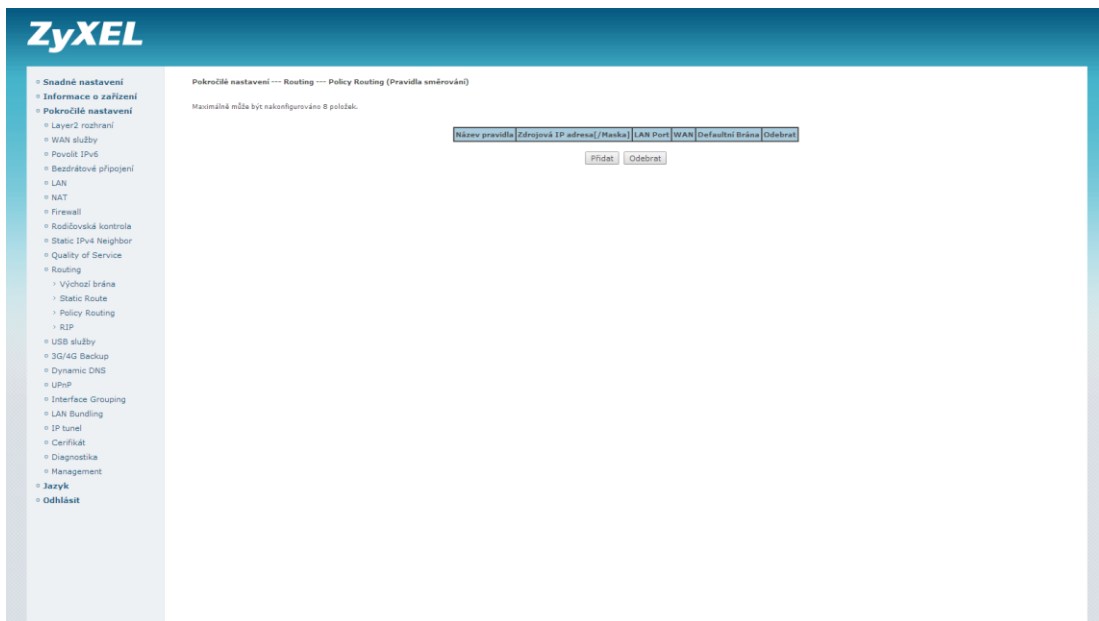 ZyXEL
Snadné nastavení
Informace o zařízení
Pokročilé nastavení
Layer2 rozhraní
WAN služby
Povolit IPv6
Bezdrátové připojení
LAN
NAT
Firewall
Rodičovská kontrola
Static IPv4 Neighbor
Quality of Service
Routing
Výchozí brána
Static Route
Policy Routing
RIP
USB služby
3G/4G Backup
Dynamic DNS
UPnP
Interface Grouping
LAN Bundling
IP tunel
Cerifikát
Diagnostika
Management
Jazyk
Odhlásit
Pokročilé nastavení --- Routing --- Policy Routing (Pravidla směrování)
Maximálně může být nakonfigurováno 8 položek.
Název pravidla Zdrojová IP adresa[/Maska] LAN Port WAN Defaultní Brána Odebrat
Přidat Odebrat